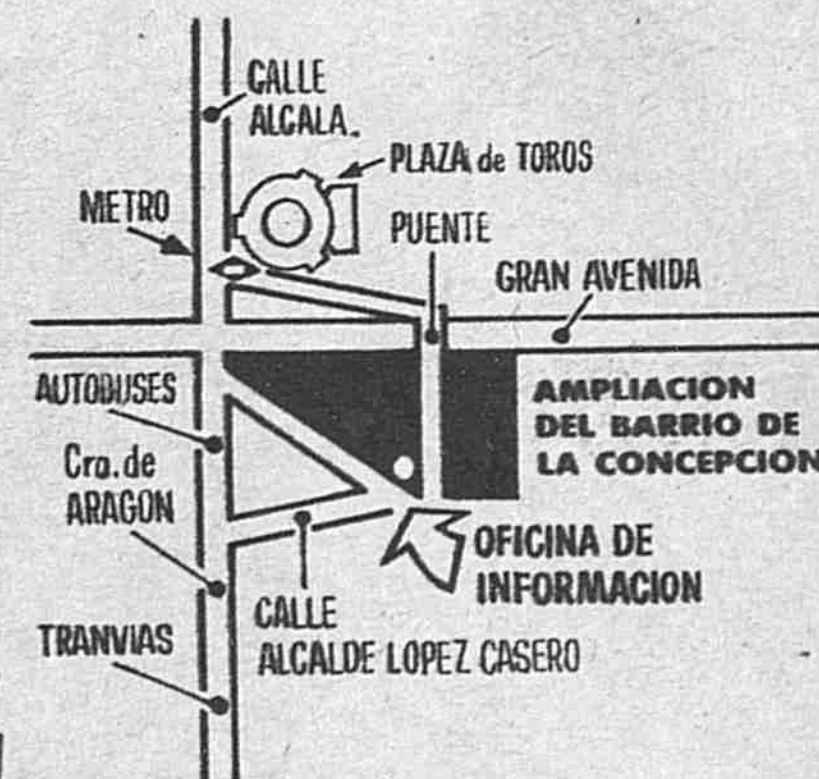 CALLE
ALCALA.
PLAZA de TOROS
METRO
PUENTE
GRAN AVENIDA
AUTOBUSES
AMPLIACION
DEL BARRIO DE
LA CONCEPCION
Cra. de
ARAGON
OFICINA DE
INFORMACION
CALLE
ALCALDE LOPEZ CASERO
TRANVIAS